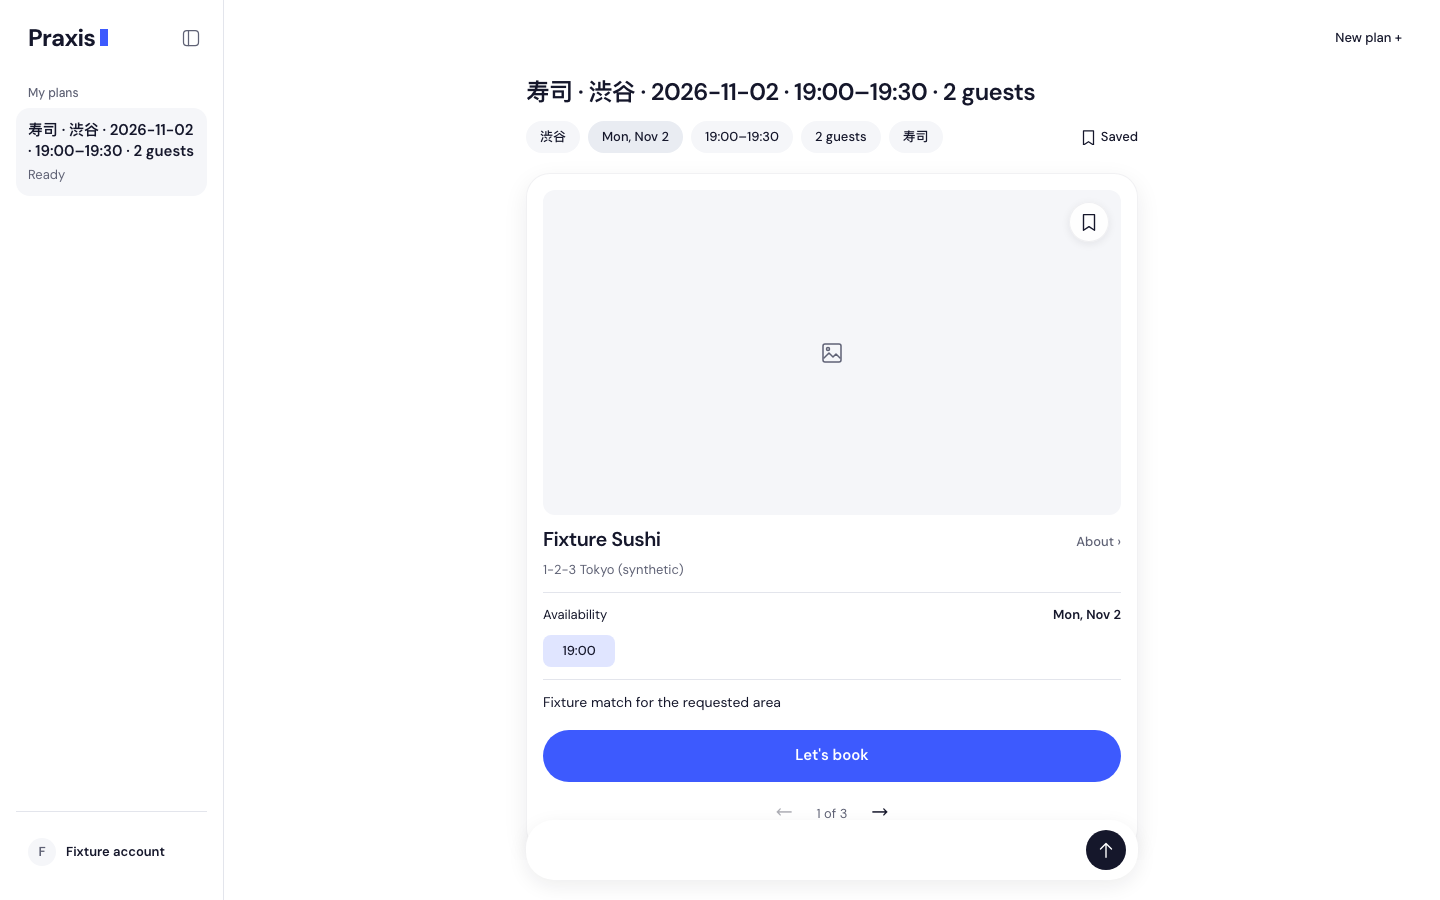 Praxis
New plan +
My plans
寿司 · 渋谷 · 2026-11-02
· 19:00–19:30 · 2 guests
Ready
寿司 · 渋谷 · 2026-11-02 · 19:00–19:30 · 2 guests
渋谷 Mon, Nov 2 19:00–19:30 2 guests 寿司 Saved
Fixture Sushi About ›
1-2-3 Tokyo (synthetic)
Availability Mon, Nov 2
19:00
Fixture match for the requested area
Let's book
← 1 of 3 →
F Fixture account